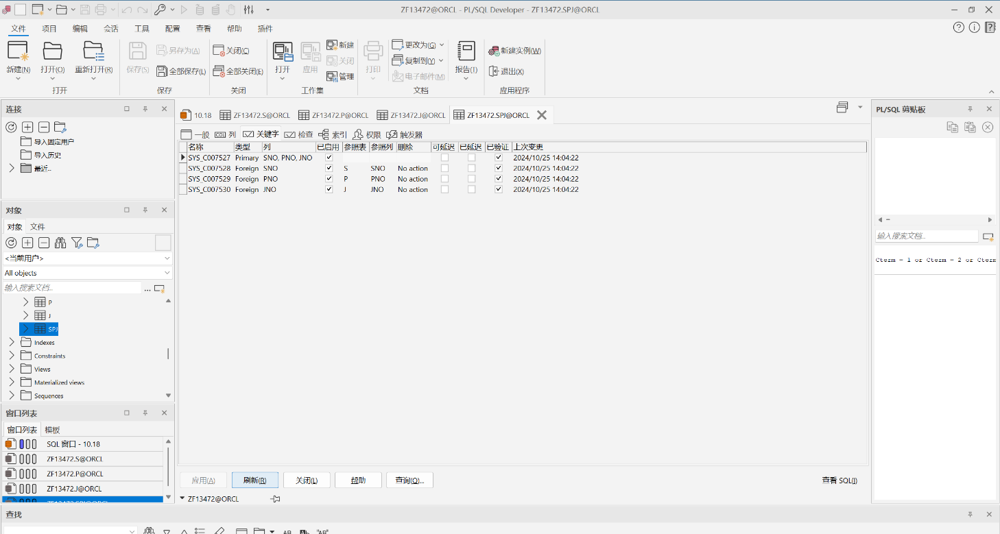 ZF13472@ORCL - PL/SQL Developer - ZF13472.SPJ@ORCL
文件 项目 编辑 会话 工具 配置 查看 帮助 插件
新建(N) 打开(O) 重新打开(R) 保存(S) 另存为(A) 全部保存(L) 关闭(C) 全部关闭(E) 打开 应用 新建 关闭 管理 打印 更改为(G) 复制到(Y) 电子邮件(M) 报告(T) 新建实例(W) 退出(X)
打开 保存 关闭 工作集 文档 应用程序
连接
导入固定用户
导入历史
最近...
对象
对象 文件
<当前用户>
All objects
输入搜索文档...
...
P
J
SPJ
Indexes
Constraints
Views
Materialized views
Sequences
窗口列表
窗口列表 模板
SQL 窗口 - 10.18
ZF13472.S@ORCL
ZF13472.P@ORCL
ZF13472.J@ORCL
ZF13472.SPJ@ORCL
10.18 ZF13472.S@ORCL ZF13472.P@ORCL ZF13472.J@ORCL ZF13472.SPJ@ORCL
一般 列 关键字 检查 索引 权限 触发器
名称 类型 列 已启用 参照表 参照列 删除 可延迟 已延迟 已验证 上次变更
SYS_C007527 Primary SNO, PNO, JNO 2024/10/25 14:04:22
SYS_C007528 Foreign SNO S SNO No action 2024/10/25 14:04:22
SYS_C007529 Foreign PNO P PNO No action 2024/10/25 14:04:22
SYS_C007530 Foreign JNO J JNO No action 2024/10/25 14:04:22
应用(A) 刷新(R) 关闭(L) 帮助 查询(Q)... 查看 SQL(I)
ZF13472@ORCL
PL/SQL 剪贴板
输入搜索文档...
Cterm = 1 or Cterm = 2 or Cterm
查找
AB "AB"